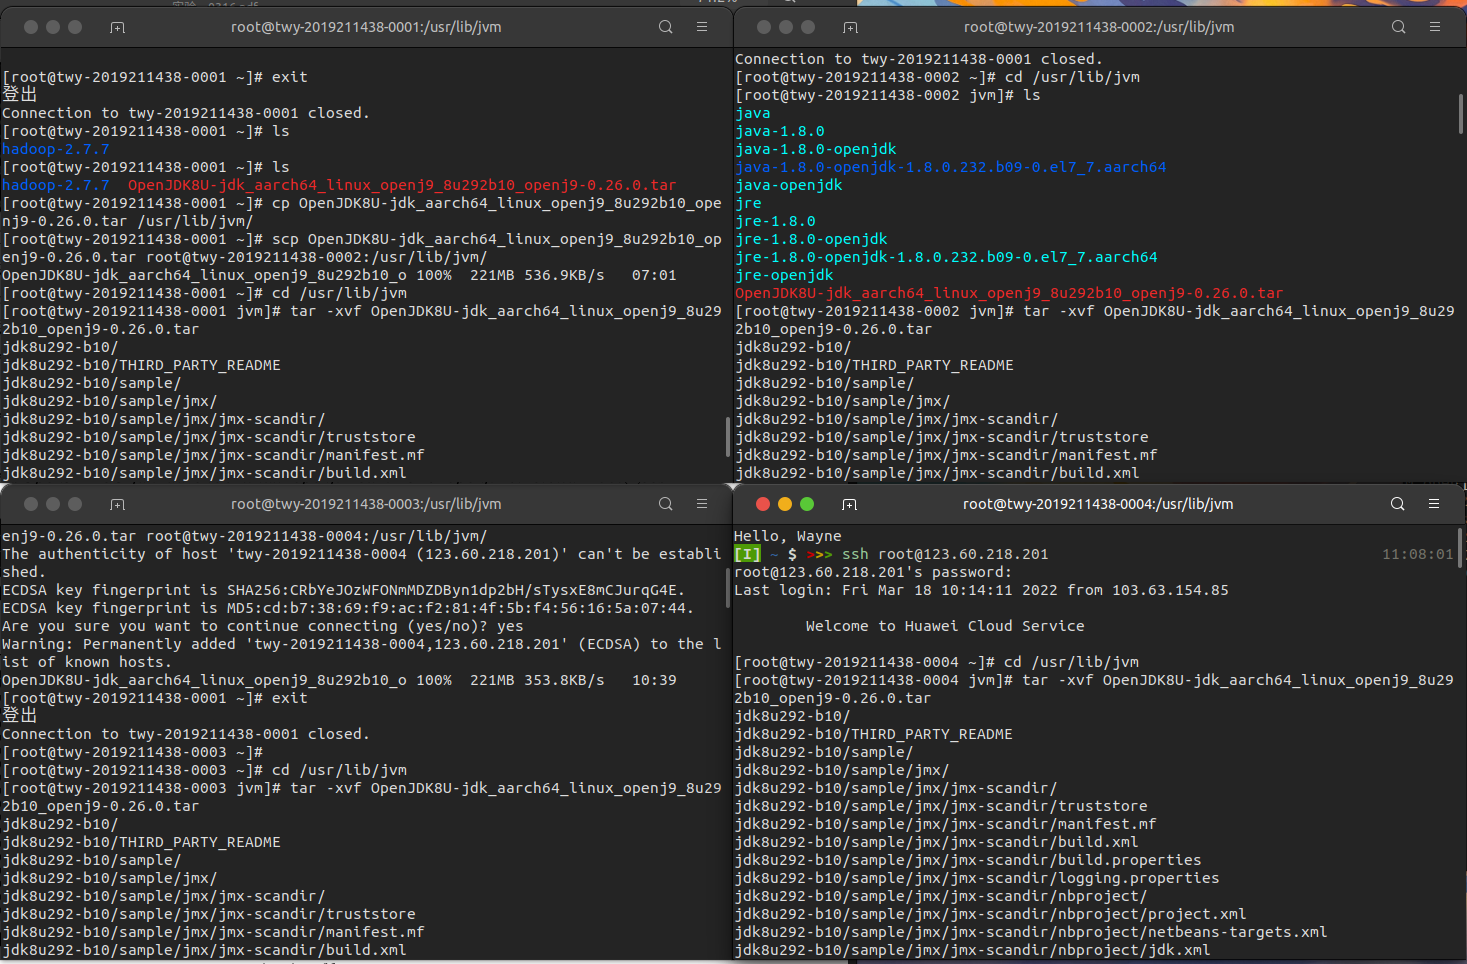 root@twy-2019211438-0001:/usr/lib/jvm
[root@twy-2019211438-0001 ~]# exit
登出
Connection to twy-2019211438-0001 closed.
[root@twy-2019211438-0001 ~]# ls
hadoop-2.7.7
[root@twy-2019211438-0001 ~]# ls
hadoop-2.7.7  OpenJDK8U-jdk_aarch64_linux_openj9_8u292b10_openj9-0.26.0.tar
[root@twy-2019211438-0001 ~]# cp OpenJDK8U-jdk_aarch64_linux_openj9_8u292b10_ope
nj9-0.26.0.tar /usr/lib/jvm/
[root@twy-2019211438-0001 ~]# scp OpenJDK8U-jdk_aarch64_linux_openj9_8u292b10_op
enj9-0.26.0.tar root@twy-2019211438-0002:/usr/lib/jvm/
OpenJDK8U-jdk_aarch64_linux_openj9_8u292b10_o 100%  221MB 536.9KB/s   07:01
[root@twy-2019211438-0001 ~]# cd /usr/lib/jvm
[root@twy-2019211438-0001 jvm]# tar -xvf OpenJDK8U-jdk_aarch64_linux_openj9_8u29
2b10_openj9-0.26.0.tar
jdk8u292-b10/
jdk8u292-b10/THIRD_PARTY_README
jdk8u292-b10/sample/
jdk8u292-b10/sample/jmx/
jdk8u292-b10/sample/jmx/jmx-scandir/
jdk8u292-b10/sample/jmx/jmx-scandir/truststore
jdk8u292-b10/sample/jmx/jmx-scandir/manifest.mf
jdk8u292-b10/sample/jmx/jmx-scandir/build.xml
root@twy-2019211438-0002:/usr/lib/jvm
Connection to twy-2019211438-0001 closed.
[root@twy-2019211438-0002 ~]# cd /usr/lib/jvm
[root@twy-2019211438-0002 jvm]# ls
java
java-1.8.0
java-1.8.0-openjdk
java-1.8.0-openjdk-1.8.0.232.b09-0.el7_7.aarch64
java-openjdk
jre
jre-1.8.0
jre-1.8.0-openjdk
jre-1.8.0-openjdk-1.8.0.232.b09-0.el7_7.aarch64
jre-openjdk
OpenJDK8U-jdk_aarch64_linux_openj9_8u292b10_openj9-0.26.0.tar
[root@twy-2019211438-0002 jvm]# tar -xvf OpenJDK8U-jdk_aarch64_linux_openj9_8u29
2b10_openj9-0.26.0.tar
jdk8u292-b10/
jdk8u292-b10/THIRD_PARTY_README
jdk8u292-b10/sample/
jdk8u292-b10/sample/jmx/
jdk8u292-b10/sample/jmx/jmx-scandir/
jdk8u292-b10/sample/jmx/jmx-scandir/truststore
jdk8u292-b10/sample/jmx/jmx-scandir/manifest.mf
jdk8u292-b10/sample/jmx/jmx-scandir/build.xml
root@twy-2019211438-0003:/usr/lib/jvm
enj9-0.26.0.tar root@twy-2019211438-0004:/usr/lib/jvm/
The authenticity of host 'twy-2019211438-0004 (123.60.218.201)' can't be establi
shed.
ECDSA key fingerprint is SHA256:CRbYeJOzWFONmMDZDByn1dp2bH/sTysxE8mCJurqG4E.
ECDSA key fingerprint is MD5:cd:b7:38:69:f9:ac:f2:81:4f:5b:f4:56:16:5a:07:44.
Are you sure you want to continue connecting (yes/no)? yes
Warning: Permanently added 'twy-2019211438-0004,123.60.218.201' (ECDSA) to the l
ist of known hosts.
OpenJDK8U-jdk_aarch64_linux_openj9_8u292b10_o 100%  221MB 353.8KB/s   10:39
[root@twy-2019211438-0001 ~]# exit
登出
Connection to twy-2019211438-0001 closed.
[root@twy-2019211438-0003 ~]#
[root@twy-2019211438-0003 ~]# cd /usr/lib/jvm
[root@twy-2019211438-0003 jvm]# tar -xvf OpenJDK8U-jdk_aarch64_linux_openj9_8u29
2b10_openj9-0.26.0.tar
jdk8u292-b10/
jdk8u292-b10/THIRD_PARTY_README
jdk8u292-b10/sample/
jdk8u292-b10/sample/jmx/
jdk8u292-b10/sample/jmx/jmx-scandir/
jdk8u292-b10/sample/jmx/jmx-scandir/truststore
jdk8u292-b10/sample/jmx/jmx-scandir/manifest.mf
jdk8u292-b10/sample/jmx/jmx-scandir/build.xml
root@twy-2019211438-0004:/usr/lib/jvm
Hello, Wayne
[I] ~ $ >>> ssh root@123.60.218.201 11:08:01
root@123.60.218.201's password:
Last login: Fri Mar 18 10:14:11 2022 from 103.63.154.85
Welcome to Huawei Cloud Service
[root@twy-2019211438-0004 ~]# cd /usr/lib/jvm
[root@twy-2019211438-0004 jvm]# tar -xvf OpenJDK8U-jdk_aarch64_linux_openj9_8u29
2b10_openj9-0.26.0.tar
jdk8u292-b10/
jdk8u292-b10/THIRD_PARTY_README
jdk8u292-b10/sample/
jdk8u292-b10/sample/jmx/
jdk8u292-b10/sample/jmx/jmx-scandir/
jdk8u292-b10/sample/jmx/jmx-scandir/truststore
jdk8u292-b10/sample/jmx/jmx-scandir/manifest.mf
jdk8u292-b10/sample/jmx/jmx-scandir/build.xml
jdk8u292-b10/sample/jmx/jmx-scandir/build.properties
jdk8u292-b10/sample/jmx/jmx-scandir/logging.properties
jdk8u292-b10/sample/jmx/jmx-scandir/nbproject/
jdk8u292-b10/sample/jmx/jmx-scandir/nbproject/project.xml
jdk8u292-b10/sample/jmx/jmx-scandir/nbproject/netbeans-targets.xml
jdk8u292-b10/sample/jmx/jmx-scandir/nbproject/jdk.xml